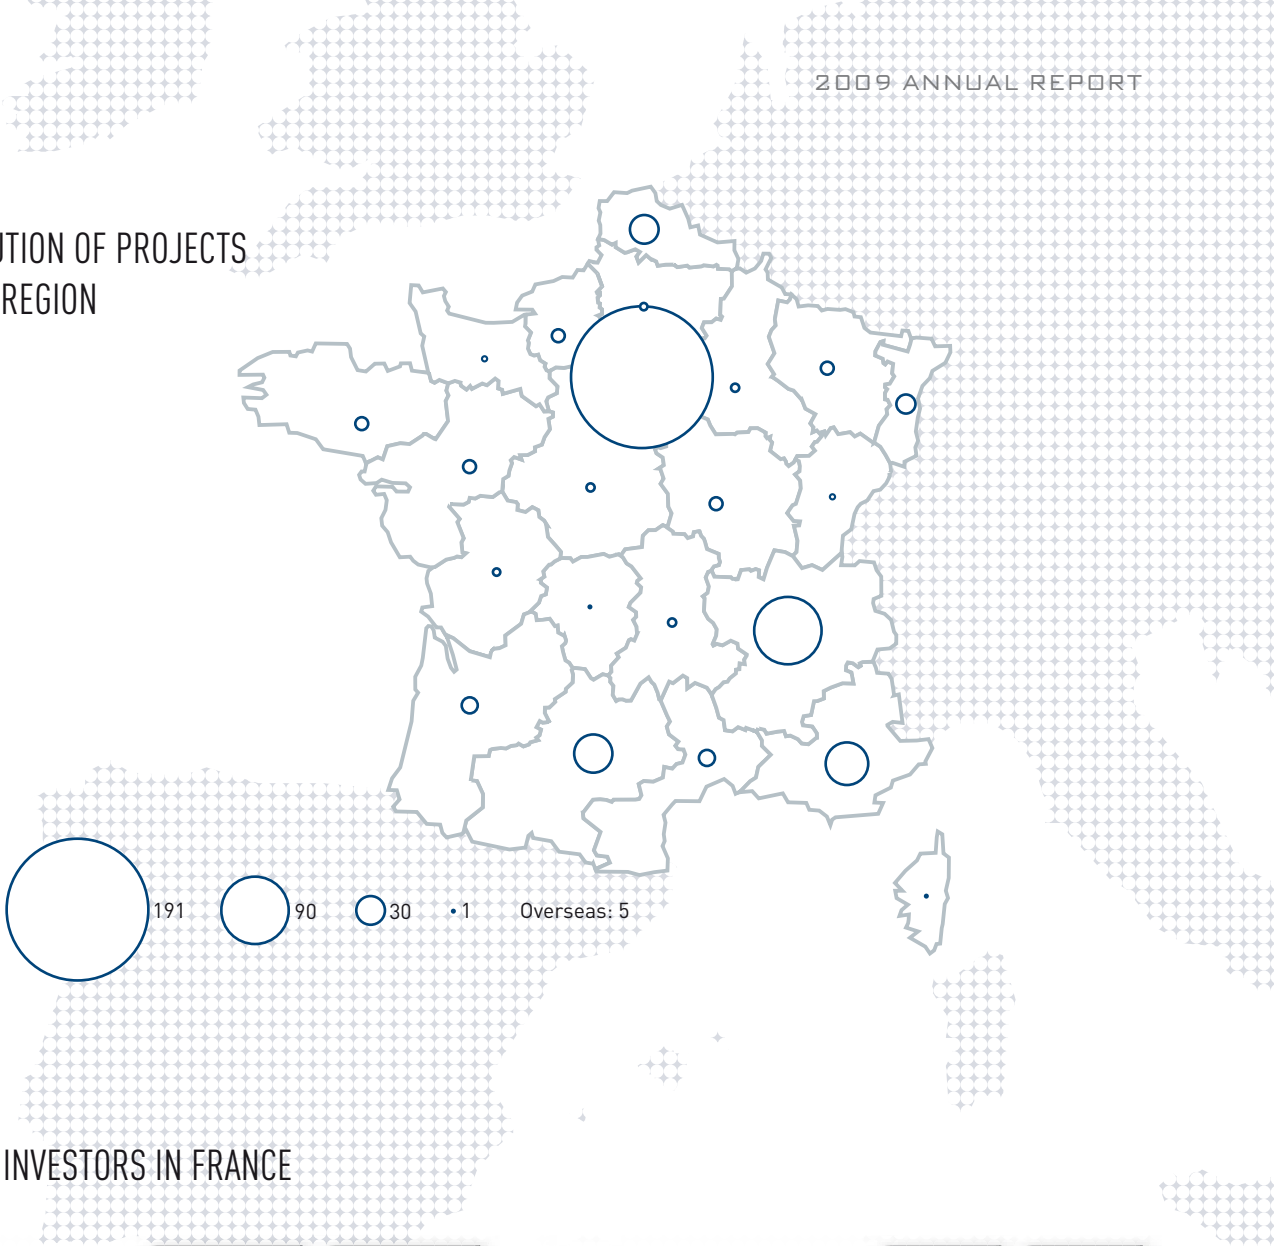 2009 ANNUAL REPORT
UTION OF PROJECTS
REGION
191
90
30
1
Overseas: 5
INVESTORS IN FRANCE